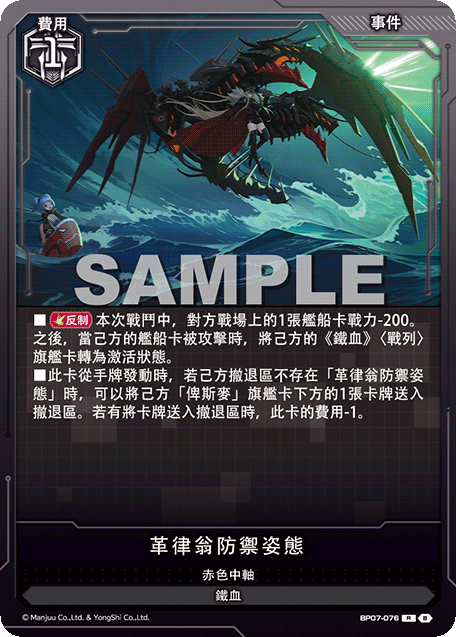 費用
事件
1
SAMPLE
■反制 本次戰鬥中，對方戰場上的1張艦船卡戰力-200。
之後，當己方的艦船卡被攻擊時，將己方的《鐵血》〈戰列〉
旗艦卡轉為激活狀態。
■此卡從手牌發動時，若己方撤退區不存在「革律翁防禦姿
態」時，可以將己方「俾斯麥」旗艦卡下方的1張卡牌送入
撤退區。若有將卡牌送入撤退區時，此卡的費用-1。
革律翁防禦姿態
赤色中軸
鐵血
© Manjuu Co.,Ltd. & YongShi Co.,Ltd.
BP07-076 R B